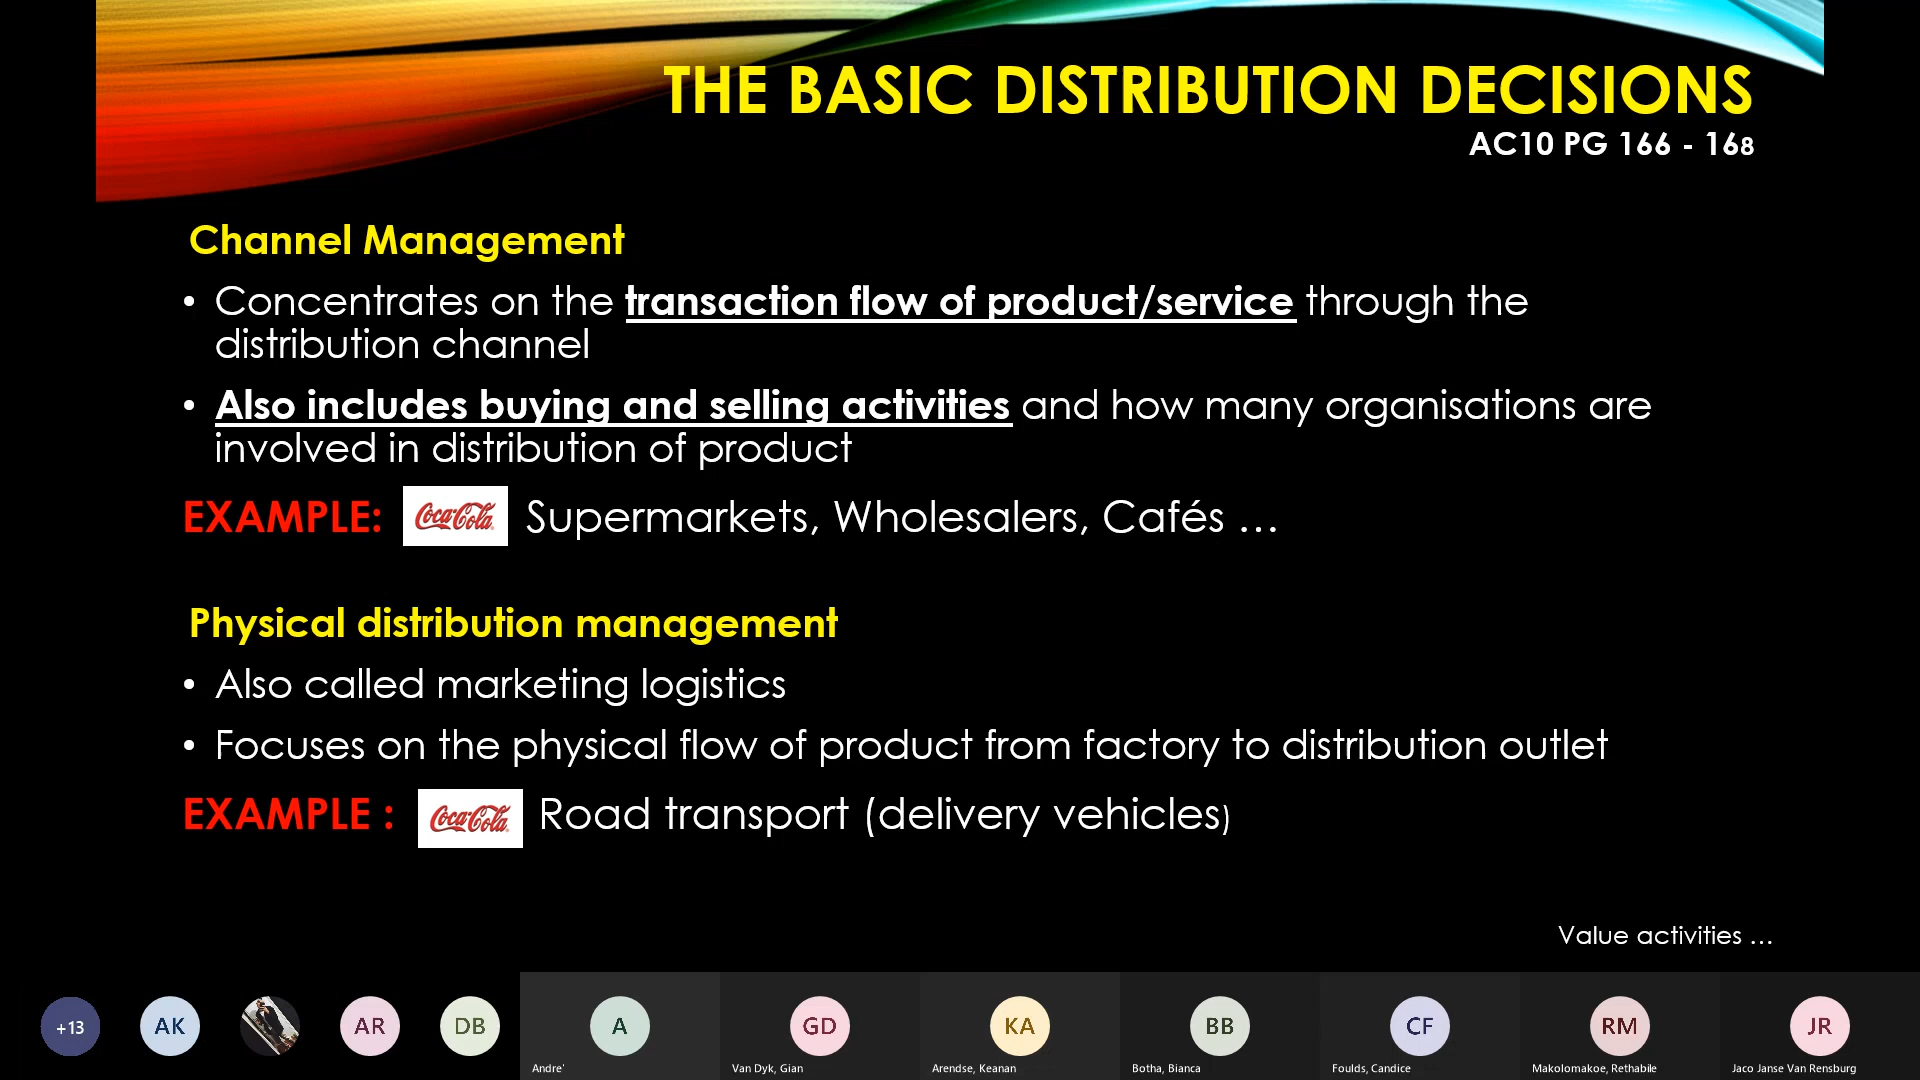 THE BASIC DISTRIBUTION DECISIONS
AC10 PG 166 - 168
Channel Management
• Concentrates on the transaction flow of product/service through the
distribution channel
• Also includes buying and selling activities and how many organisations are
involved in distribution of product
EXAMPLE: Coca-Cola Supermarkets, Wholesalers, Cafés …
Physical distribution management
• Also called marketing logistics
• Focuses on the physical flow of product from factory to distribution outlet
EXAMPLE : Coca-Cola Road transport (delivery vehicles)
Value activities …
+13 AK AR DB A GD KA BB CF RM JR
Andre' Van Dyk, Gian Arendse, Keanan Botha, Bianca Foulds, Candice Makolomakoe, Rethabile Jaco Janse Van Rensburg